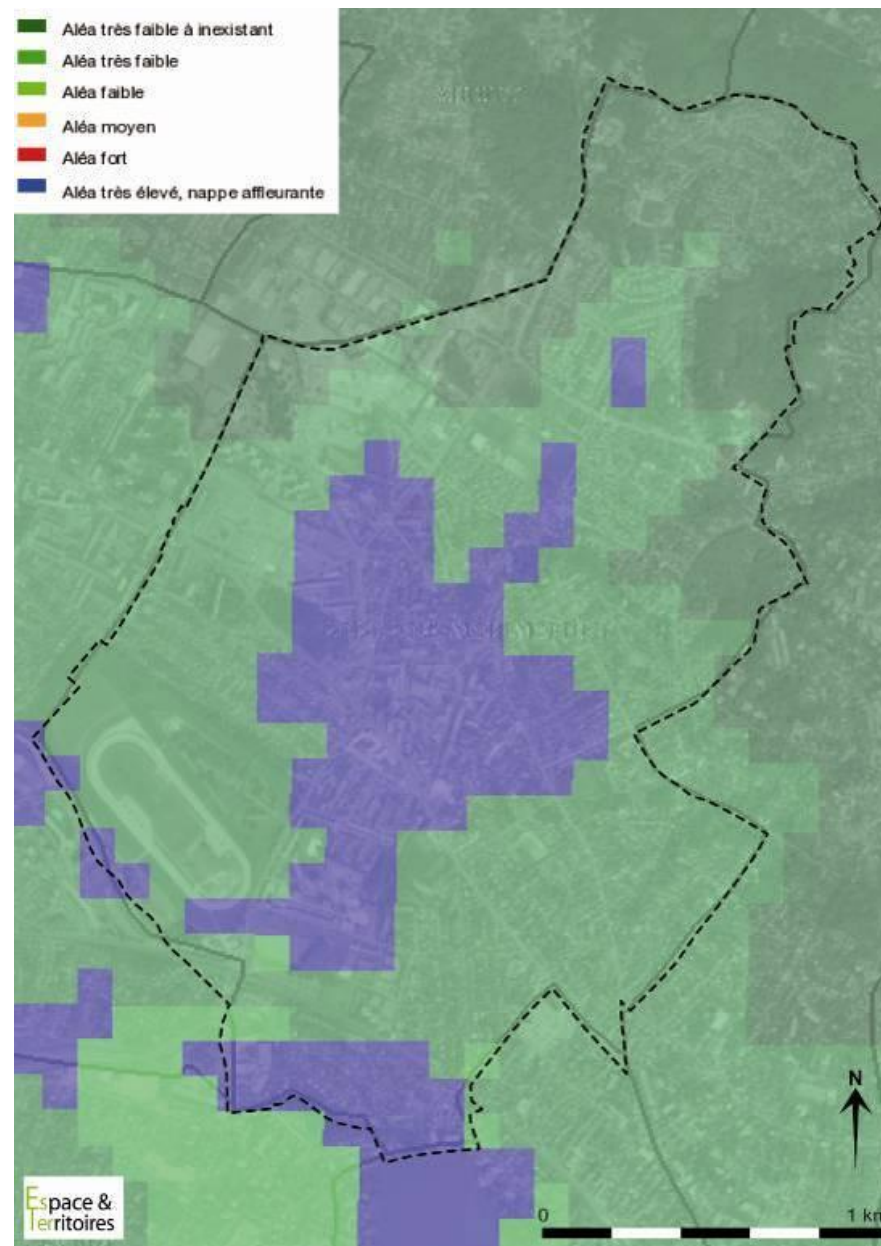 Aléa très faible à inexistant
Aléa très faible
Aléa faible
Aléa moyen
Aléa fort
Aléa très élevé, nappe affleurante
N
Espace &
Territoires
0
1 km